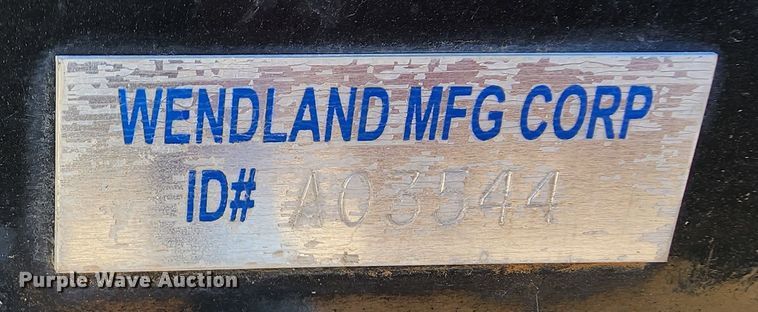 WENDLAND MFG CORP
ID# A03544
Purple Wave Auction